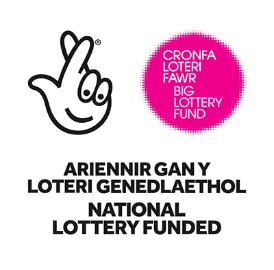 ®
CRONFA
LOTERI
FAWR
BIG
LOTTERY
FUND
ARIENNIR GAN Y
LOTERI GENEDLAETHOL
NATIONAL
LOTTERY FUNDED